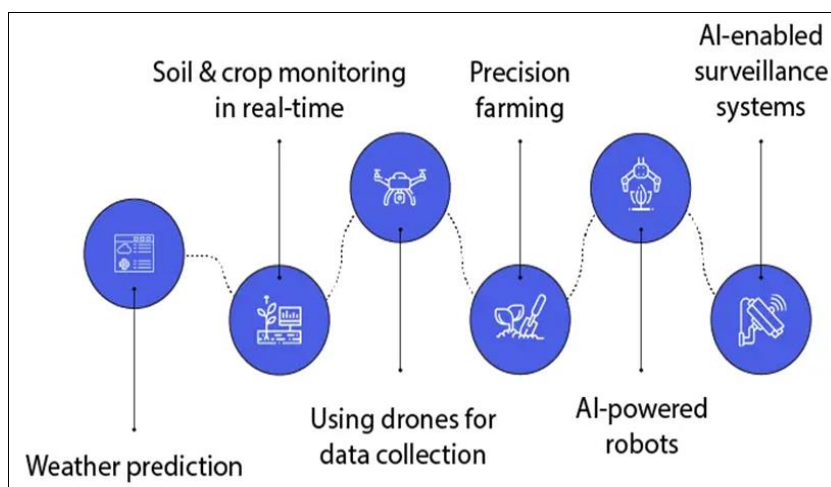 Weather prediction
Soil & crop monitoring
in real-time
Using drones for
data collection
Precision
farming
AI-powered
robots
AI-enabled
surveillance
systems